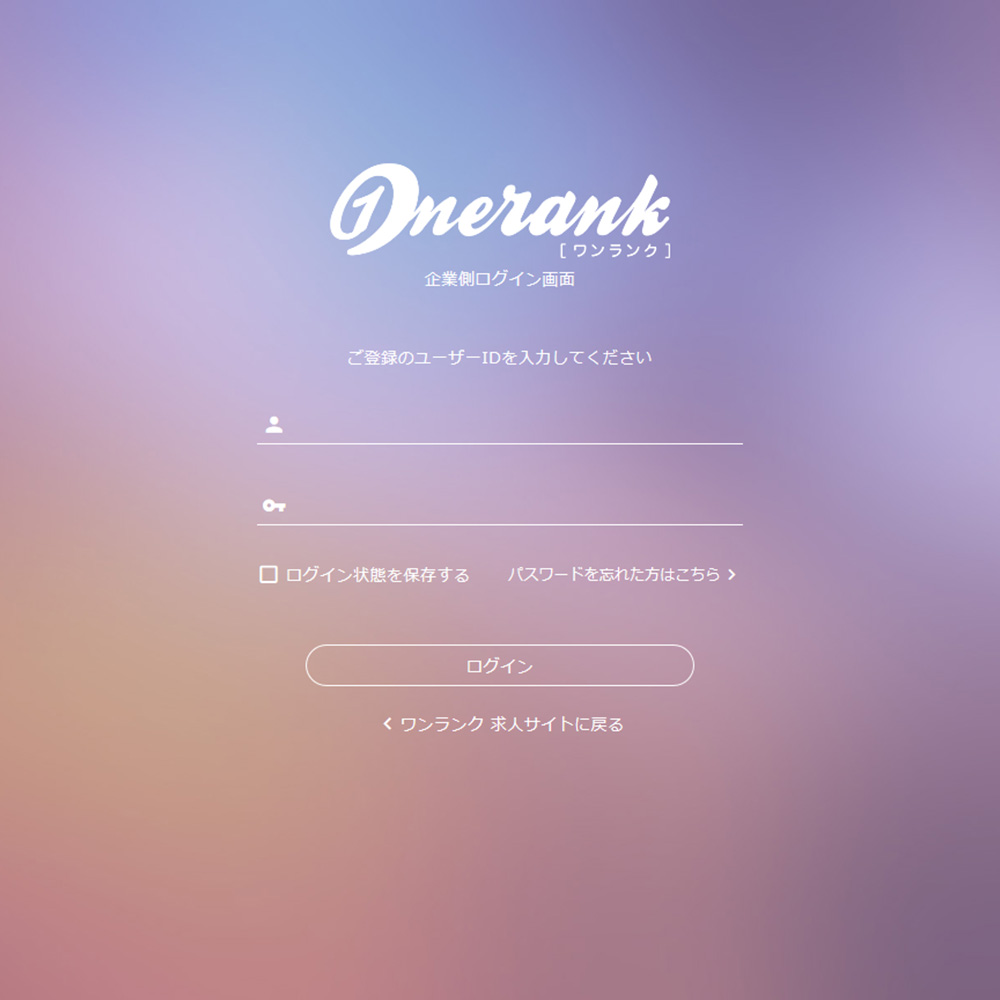 Onerank
[ワンランク]
企業側ログイン画面
ご登録のユーザーIDを入力してください
ログイン状態を保存する
パスワードを忘れた方はこちら
ログイン
ワンランク 求人サイトに戻る